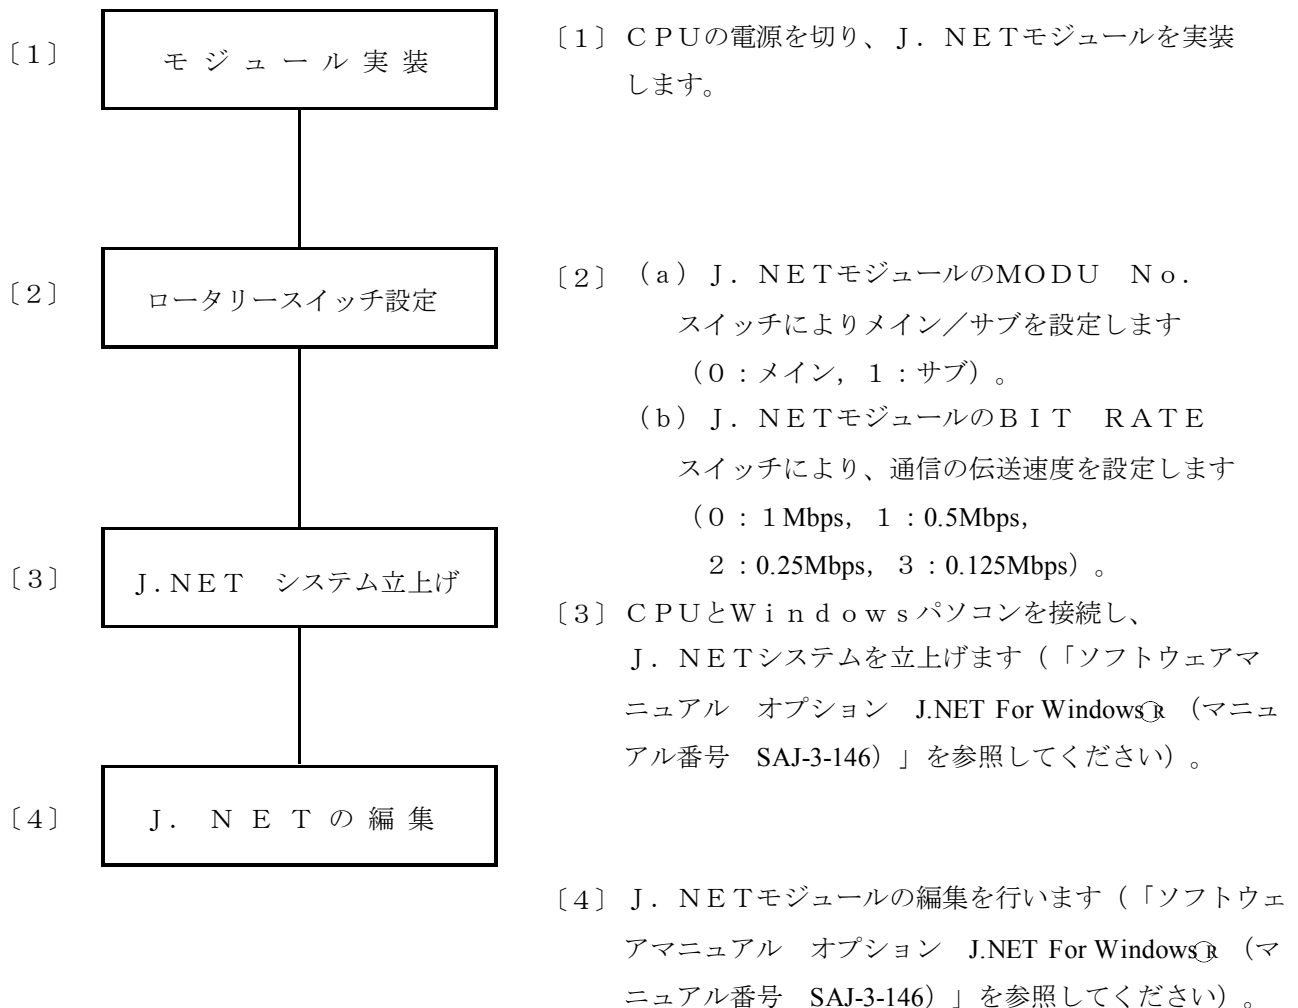 〔１〕
モジュール実装
〔１〕ＣＰＵの電源を切り、Ｊ．ＮＥＴモジュールを実装
します。
〔２〕
ロータリースイッチ設定
〔２〕（ａ）Ｊ．ＮＥＴモジュールのＭＯＤＵ　Ｎｏ．
スイッチによりメイン／サブを設定します
（０：メイン，１：サブ）。
（ｂ）Ｊ．ＮＥＴモジュールのＢＩＴ　ＲＡＴＥ
スイッチにより、通信の伝送速度を設定します
（０：１Mbps，１：0.5Mbps，
２：0.25Mbps，３：0.125Mbps）。
〔３〕
Ｊ.ＮＥＴ　システム立上げ
〔３〕ＣＰＵとＷｉｎｄｏｗｓパソコンを接続し、
Ｊ．ＮＥＴシステムを立上げます（「ソフトウェアマ
ニュアル　オプション　J.NET For Windows®（マニュ
アル番号　SAJ-3-146）」を参照してください）。
〔４〕
Ｊ．ＮＥＴの編集
〔４〕Ｊ．ＮＥＴモジュールの編集を行います（「ソフトウェ
アマニュアル　オプション　J.NET For Windows®（マ
ニュアル番号　SAJ-3-146）」を参照してください）。